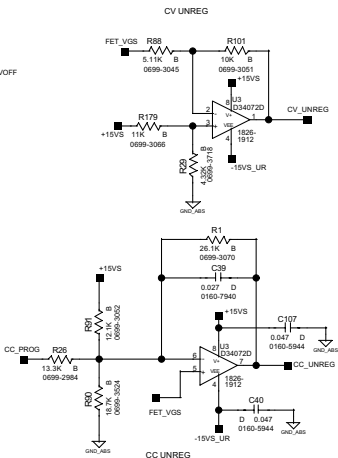 CV UNREG
FET_VGS
R88
5.11K B
0699-3045
R101
10K B
0699-3051
VOFF
+15VS
8
U3
D34072D
2
-
V+
1
CV_UNREG
3
+
VEE
4
1826-
1912
+15VS
R179
11K B
0699-3066
R29
4.32K B
0699-3718
-15VS_UR
GND_ABS
R1
26.1K B
0699-3070
C39
0.027 D
0160-7940
+15VS
R91
12.1K B
0699-3052
+15VS
C107
0.047 D
0160-5944
GND_ABS
CC_PROG
R26
13.3K B
0699-2984
8
U3
D34072D
6
-
V+
7
CC_UNREG
5
+
VEE
4
1826-
1912
R90
18.7K B
0699-3524
FET_VGS
C40
D 0.047
0160-5944
GND_ABS
-15VS_UR
GND_ABS
CC UNREG